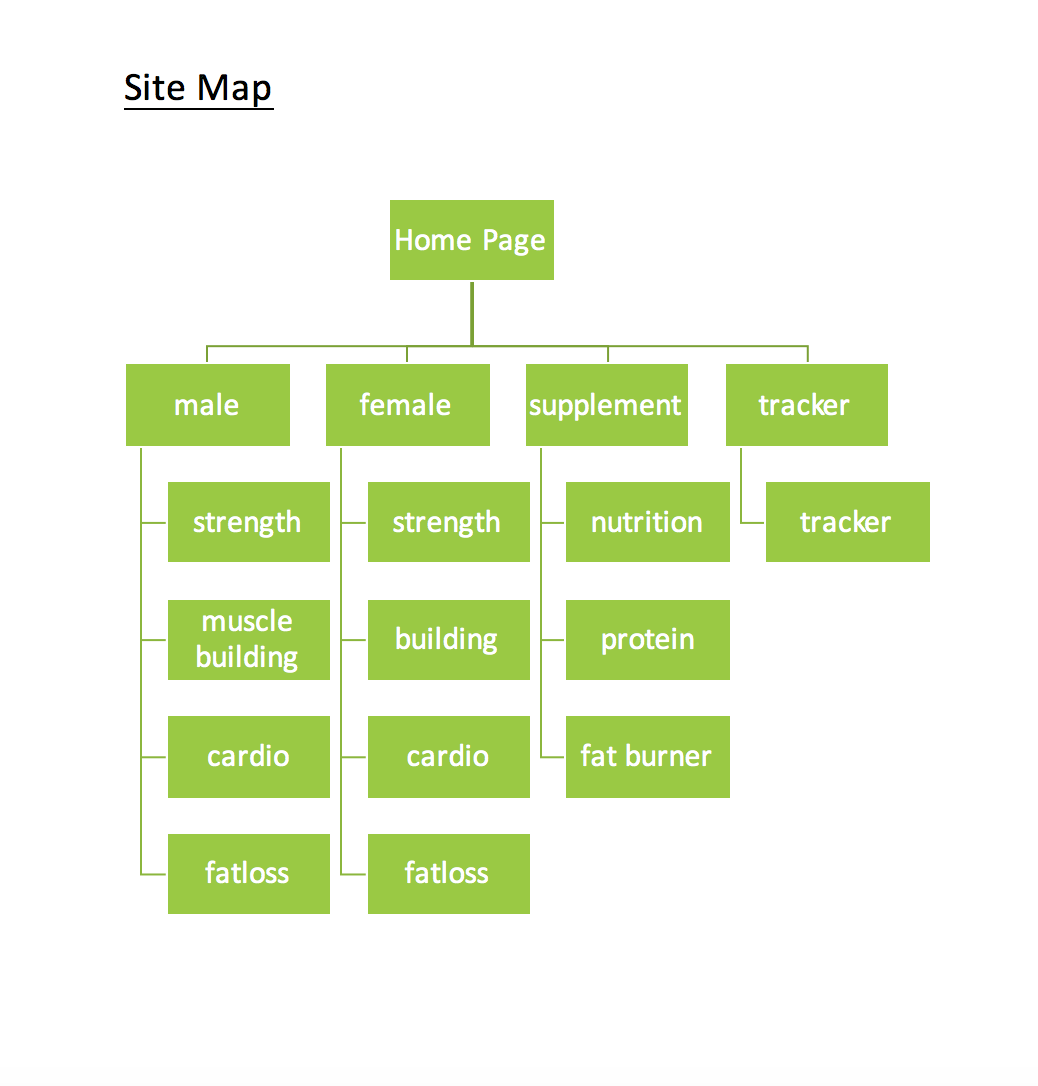 Site Map
Home Page
male
female
supplement
tracker
strength
strength
nutrition
tracker
muscle
building
building
protein
cardio
cardio
fat burner
fatloss
fatloss